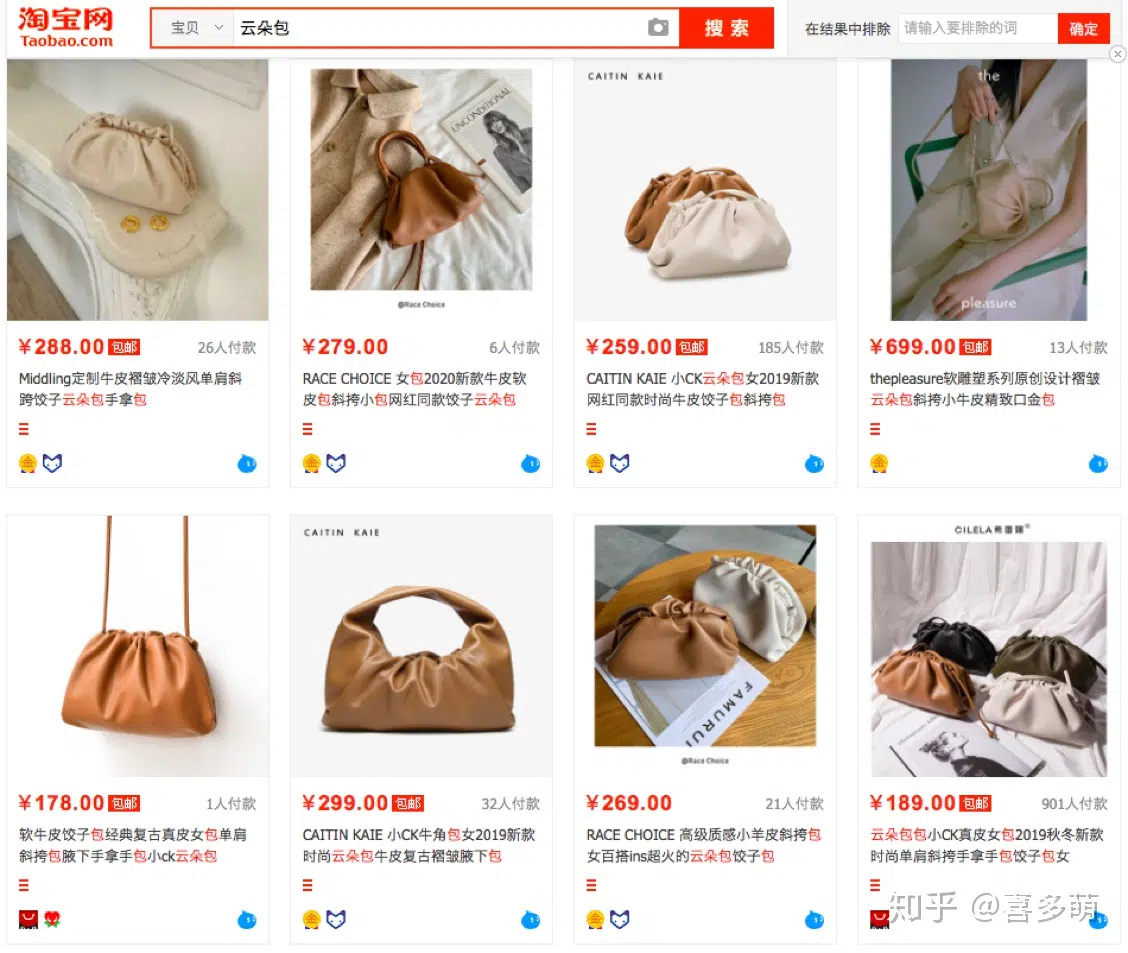 淘宝网
Taobao.com
宝贝
云朵包
搜索
在结果中排除
请输入要排除的词
确定
UNCONDITIONAL
@Race Choice
CAITIN KAIE
the
pleasure
¥288.00 包邮 26人付款
Middling定制牛皮褶皱冷淡风单肩斜
跨饺子云朵包手拿包
¥279.00 6人付款
RACE CHOICE 女包2020新款牛皮软
皮包斜挎小包网红同款饺子云朵包
¥259.00 包邮 185人付款
CAITIN KAIE 小CK云朵包女2019新款
网红同款时尚牛皮饺子包斜挎包
¥699.00 包邮 13人付款
thepleasure软雕塑系列原创设计褶皱
云朵包斜挎小牛皮精致口金包
CAITIN KAIE
FAMURUI
@Race Choice
CILELA希蕾娜®
¥178.00 包邮 1人付款
软牛皮饺子包经典复古真皮女包单肩
斜挎包腋下手拿手包小ck云朵包
¥299.00 包邮 32人付款
CAITIN KAIE 小CK牛角包女2019新款
时尚云朵包牛皮复古褶皱腋下包
¥269.00 21人付款
RACE CHOICE 高级质感小羊皮斜挎包
女百搭ins超火的云朵包饺子包
¥189.00 包邮 901人付款
云朵包包小CK真皮女包2019秋冬新款
时尚单肩斜挎手拿手包饺子包女
知乎 @喜多萌